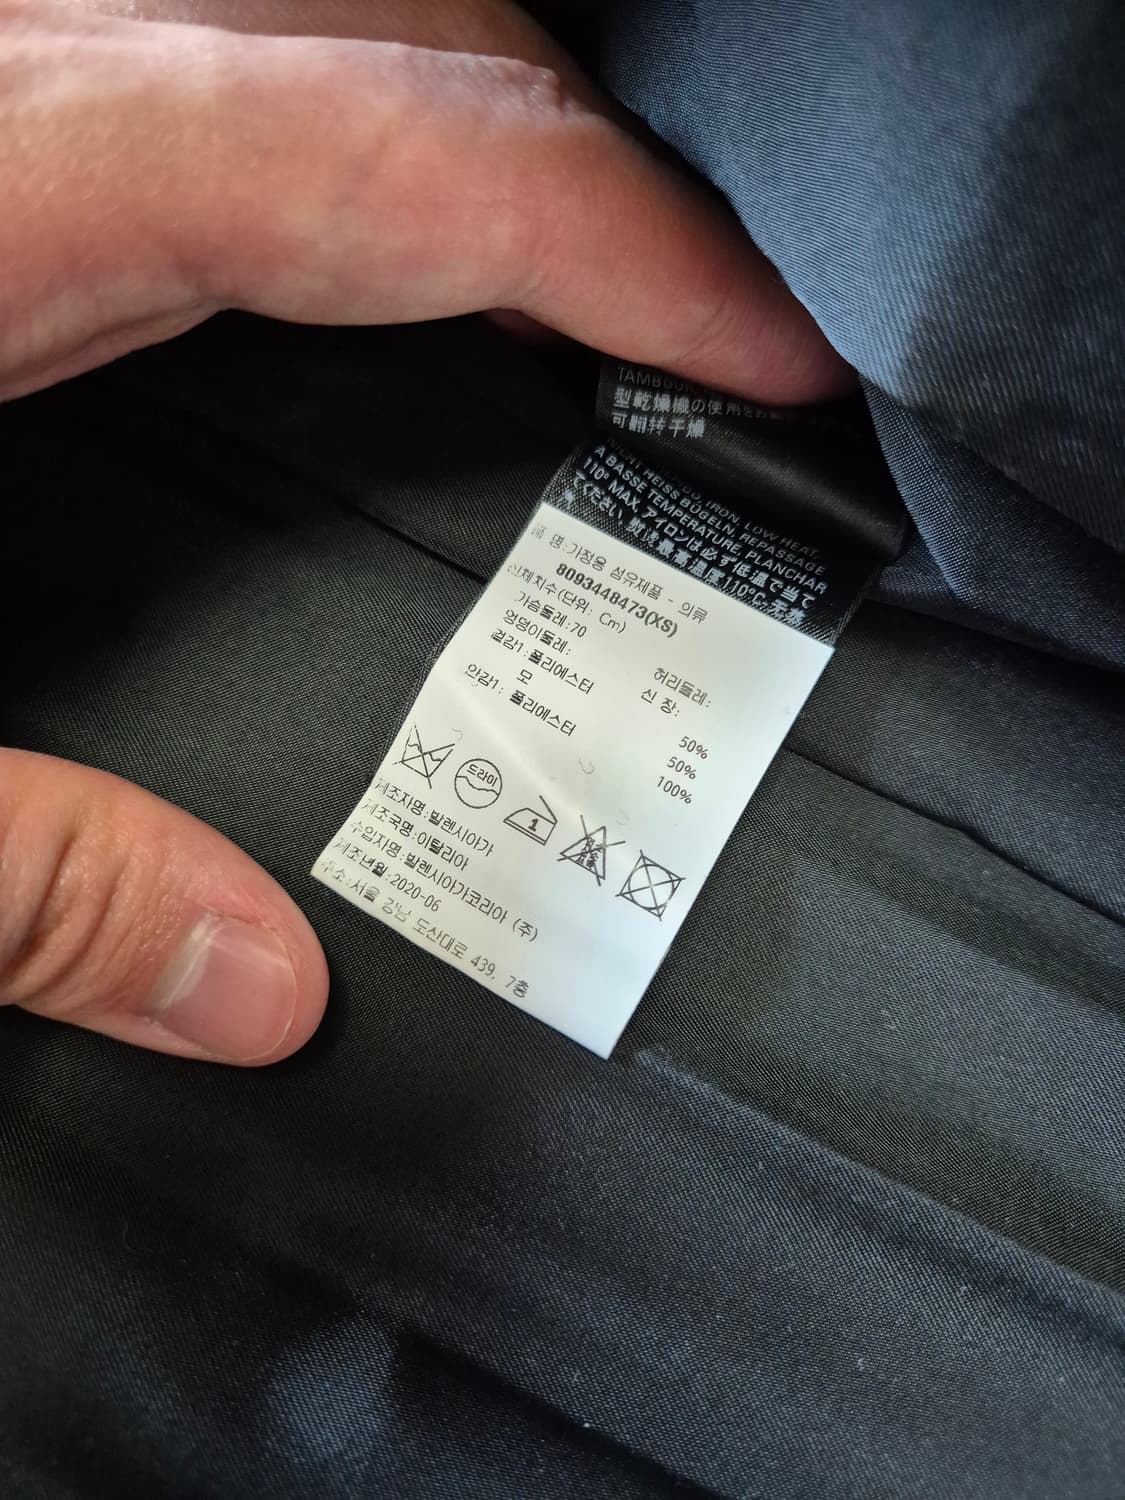 TAMBOUR
型乾燥機の使用をお
可翻转干燥
NICHT HEISS BÜGELN, REPASSAGE
IRON, LOW HEAT,
A BASSE TEMPERATURE, PLANCHAR
110º MAX, アイロンは必ず低温で当て
てください, 熨烫最高温度110°C, 无蒸
품 명:가정용 섬유제품 - 의류
8093448473(XS)
신체치수(단위: Cm)
가슴둘레:70 허리둘레:
엉덩이둘레: 신 장:
겉감1:폴리에스터 50%
모 50%
안감1: 폴리에스터 100%
드라이
1
제조자명:발렌시아가
제조국명:이탈리아
수입자명:발렌시아가코리아 (주)
제조년월:2020-06
주소:서울 강남 도산대로 439, 7층